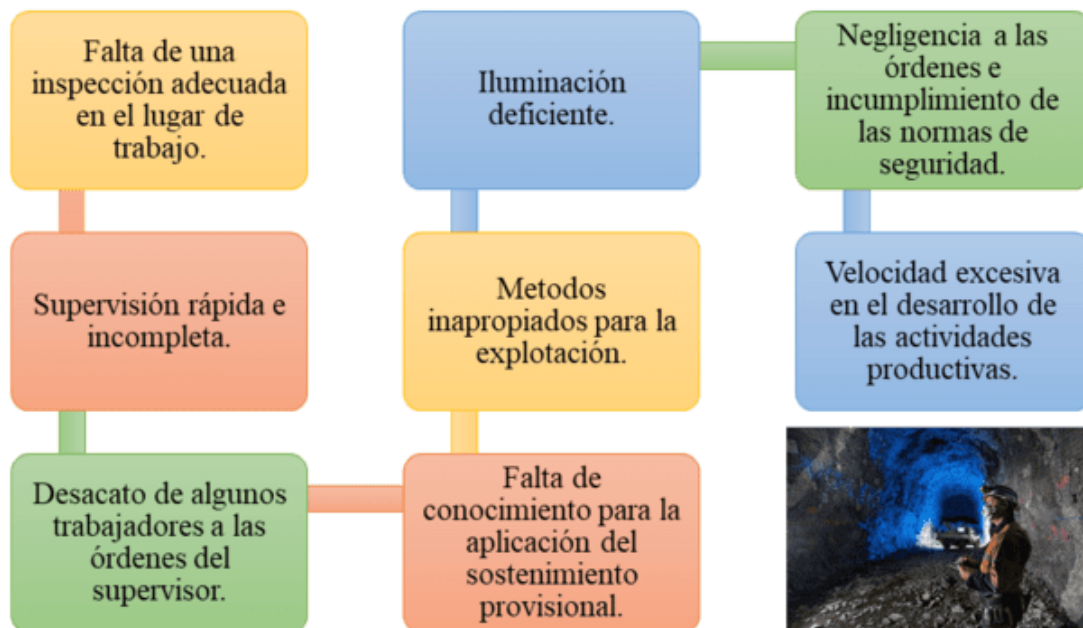 Falta de una
inspección adecuada
en el lugar de
trabajo.
Supervisión rápida e
incompleta.
Desacato de algunos
trabajadores a las
órdenes del
supervisor.
Falta de
conocimiento para la
aplicación del
sostenimiento
provisional.
Metodos
inapropiados para la
explotación.
Iluminación
deficiente.
Negligencia a las
órdenes e
incumplimiento de
las normas de
seguridad.
Velocidad excesiva
en el desarrollo de
las actividades
productivas.